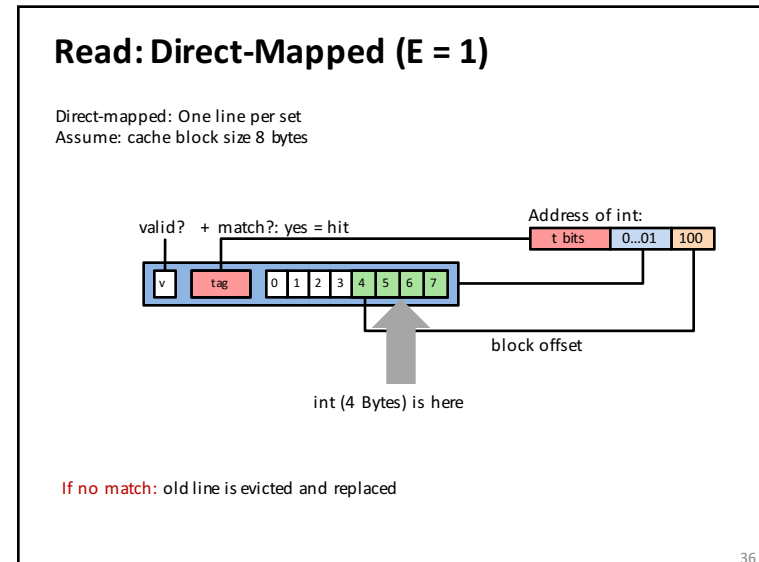 Read: Direct-Mapped (E = 1)
Direct-mapped: One line per set
Assume: cache block size 8 bytes
valid? + match?: yes = hit
Address of int:
t bits 0...01 100
v tag 0 1 2 3 4 5 6 7
block offset
int (4 Bytes) is here
If no match: old line is evicted and replaced
36